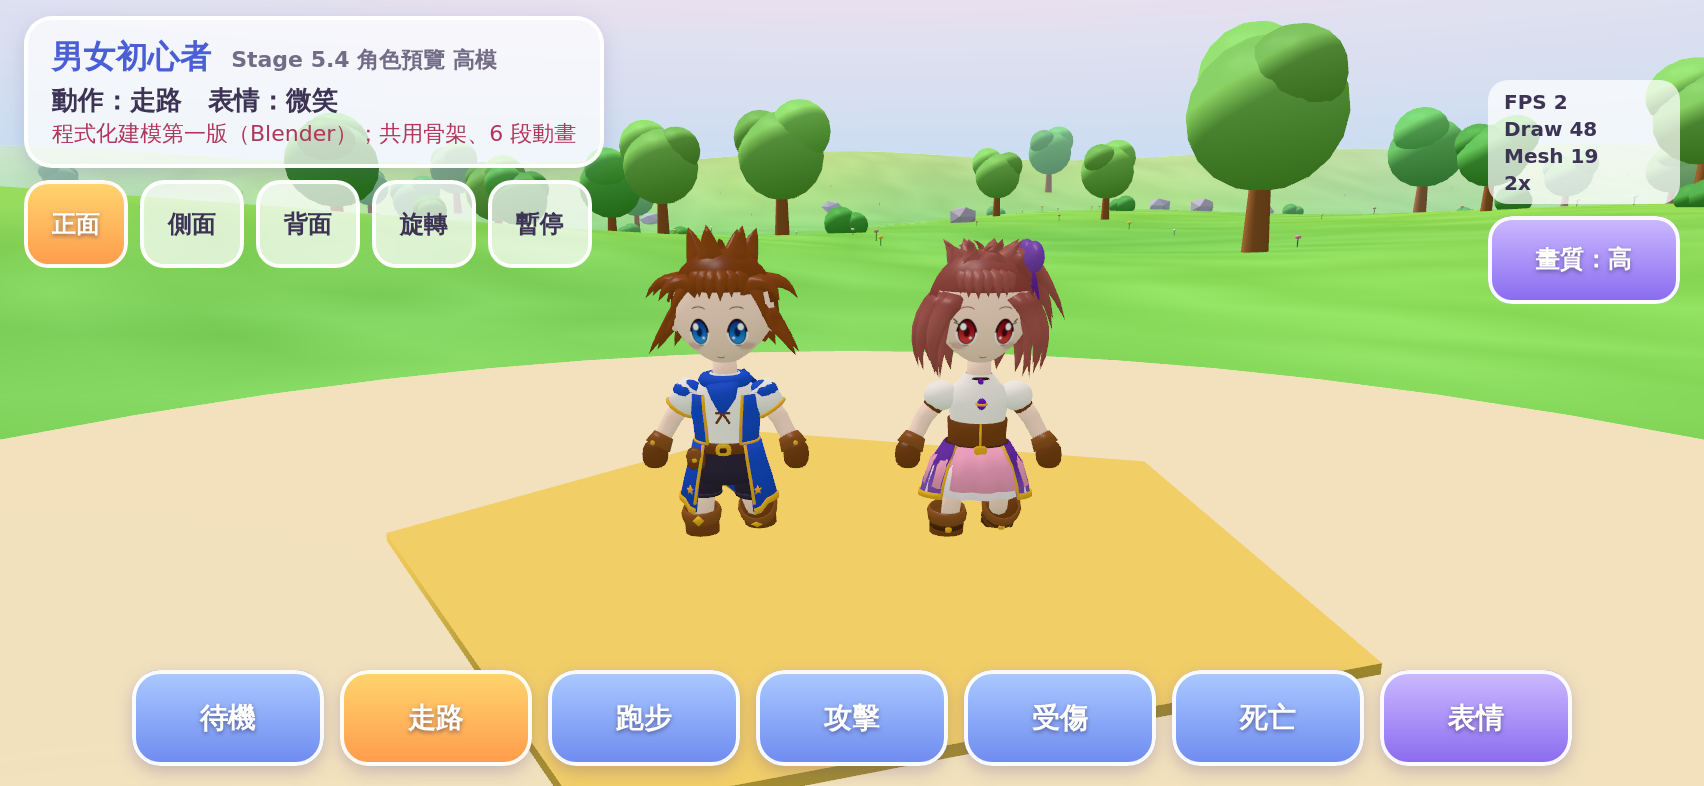 男女初心者 Stage 5.4 角色預覽 高模
動作：走路　表情：微笑
程式化建模第一版（Blender）；共用骨架、6 段動畫
正面 側面 背面 旋轉 暫停
FPS 2
Draw 48
Mesh 19
2x
畫質：高
待機 走路 跑步 攻擊 受傷 死亡 表情